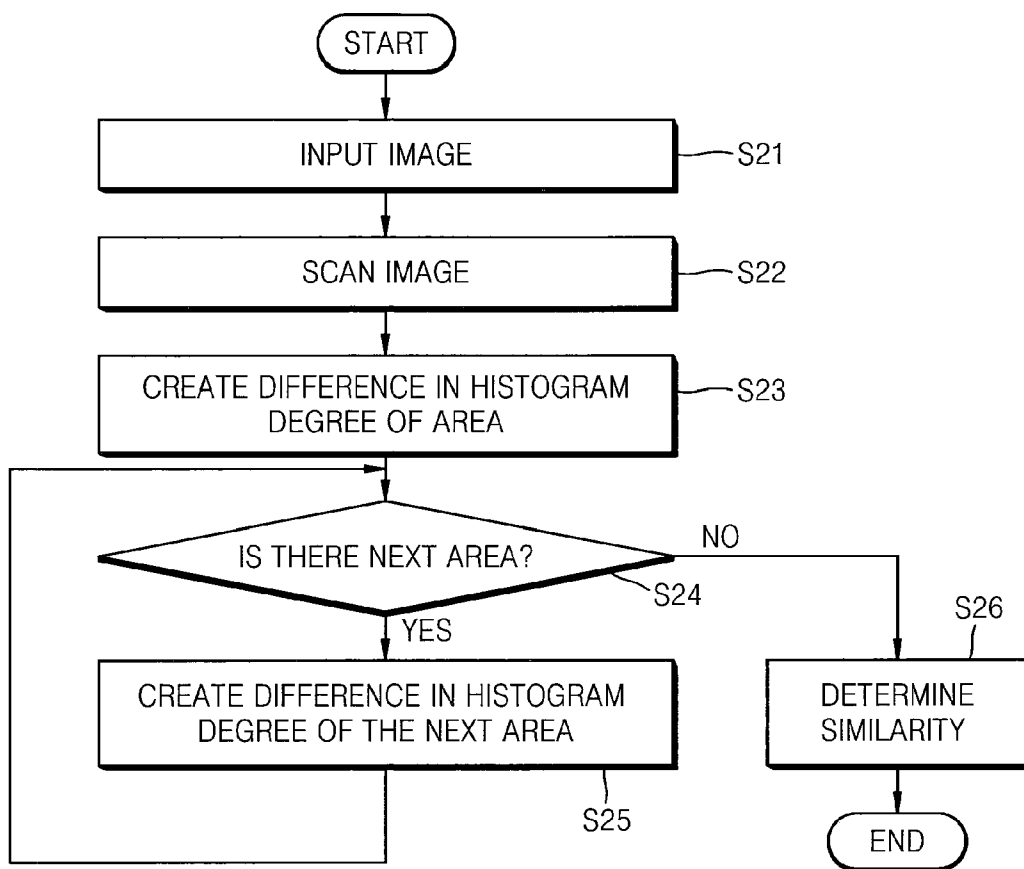 START
INPUT IMAGE
S21
SCAN IMAGE
S22
CREATE DIFFERENCE IN HISTOGRAM
DEGREE OF AREA
S23
IS THERE NEXT AREA?
NO
S24
YES
S26
CREATE DIFFERENCE IN HISTOGRAM
DEGREE OF THE NEXT AREA
S25
DETERMINE
SIMILARITY
END